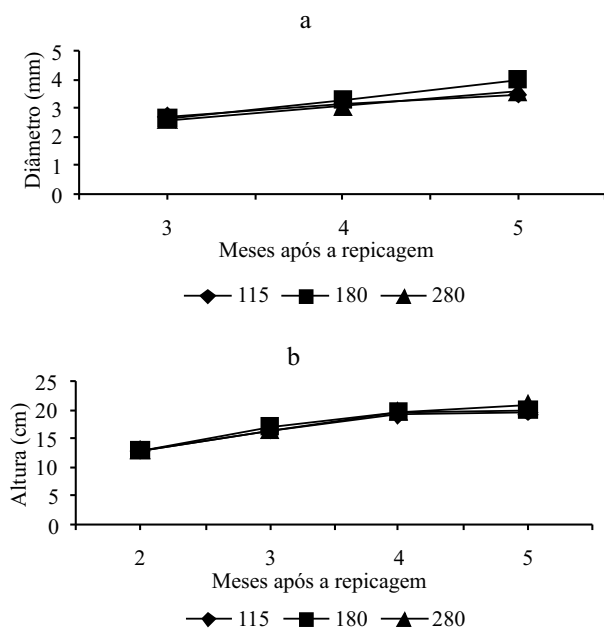 a
Diâmetro (mm)
5
4
3
2
1
0
3 4 5
Meses após a repicagem
115 180 280
b
Altura (cm)
25
20
15
10
5
0
2 3 4 5
Meses após a repicagem
115 180 280